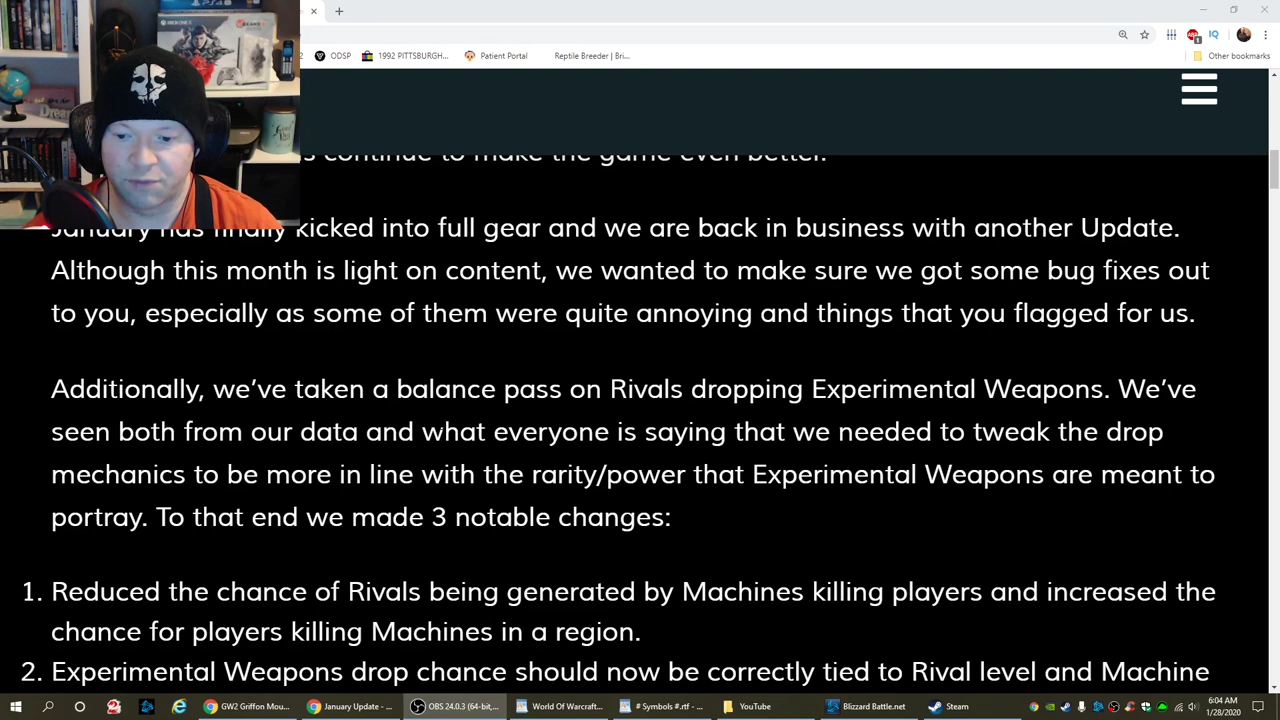 ODSP
1992 PITTSBURGH...
Patient Portal
Reptile Breeder | Bri...
Other bookmarks
continue to make the game even better.
January has finally kicked into full gear and we are back in business with another Update.
Although this month is light on content, we wanted to make sure we got some bug fixes out
to you, especially as some of them were quite annoying and things that you flagged for us.
Additionally, we've taken a balance pass on Rivals dropping Experimental Weapons. We've
seen both from our data and what everyone is saying that we needed to tweak the drop
mechanics to be more in line with the rarity/power that Experimental Weapons are meant to
portray. To that end we made 3 notable changes:
1. Reduced the chance of Rivals being generated by Machines killing players and increased the
chance for players killing Machines in a region.
2. Experimental Weapons drop chance should now be correctly tied to Rival level and Machine
GW2 Griffon Mou...
January Update - ...
OBS 24.0.3 (64-bit,...
World Of Warcraft...
# Symbols #.rtf - ...
YouTube
Blizzard Battle.net
Steam
6:04 AM
1/28/2020